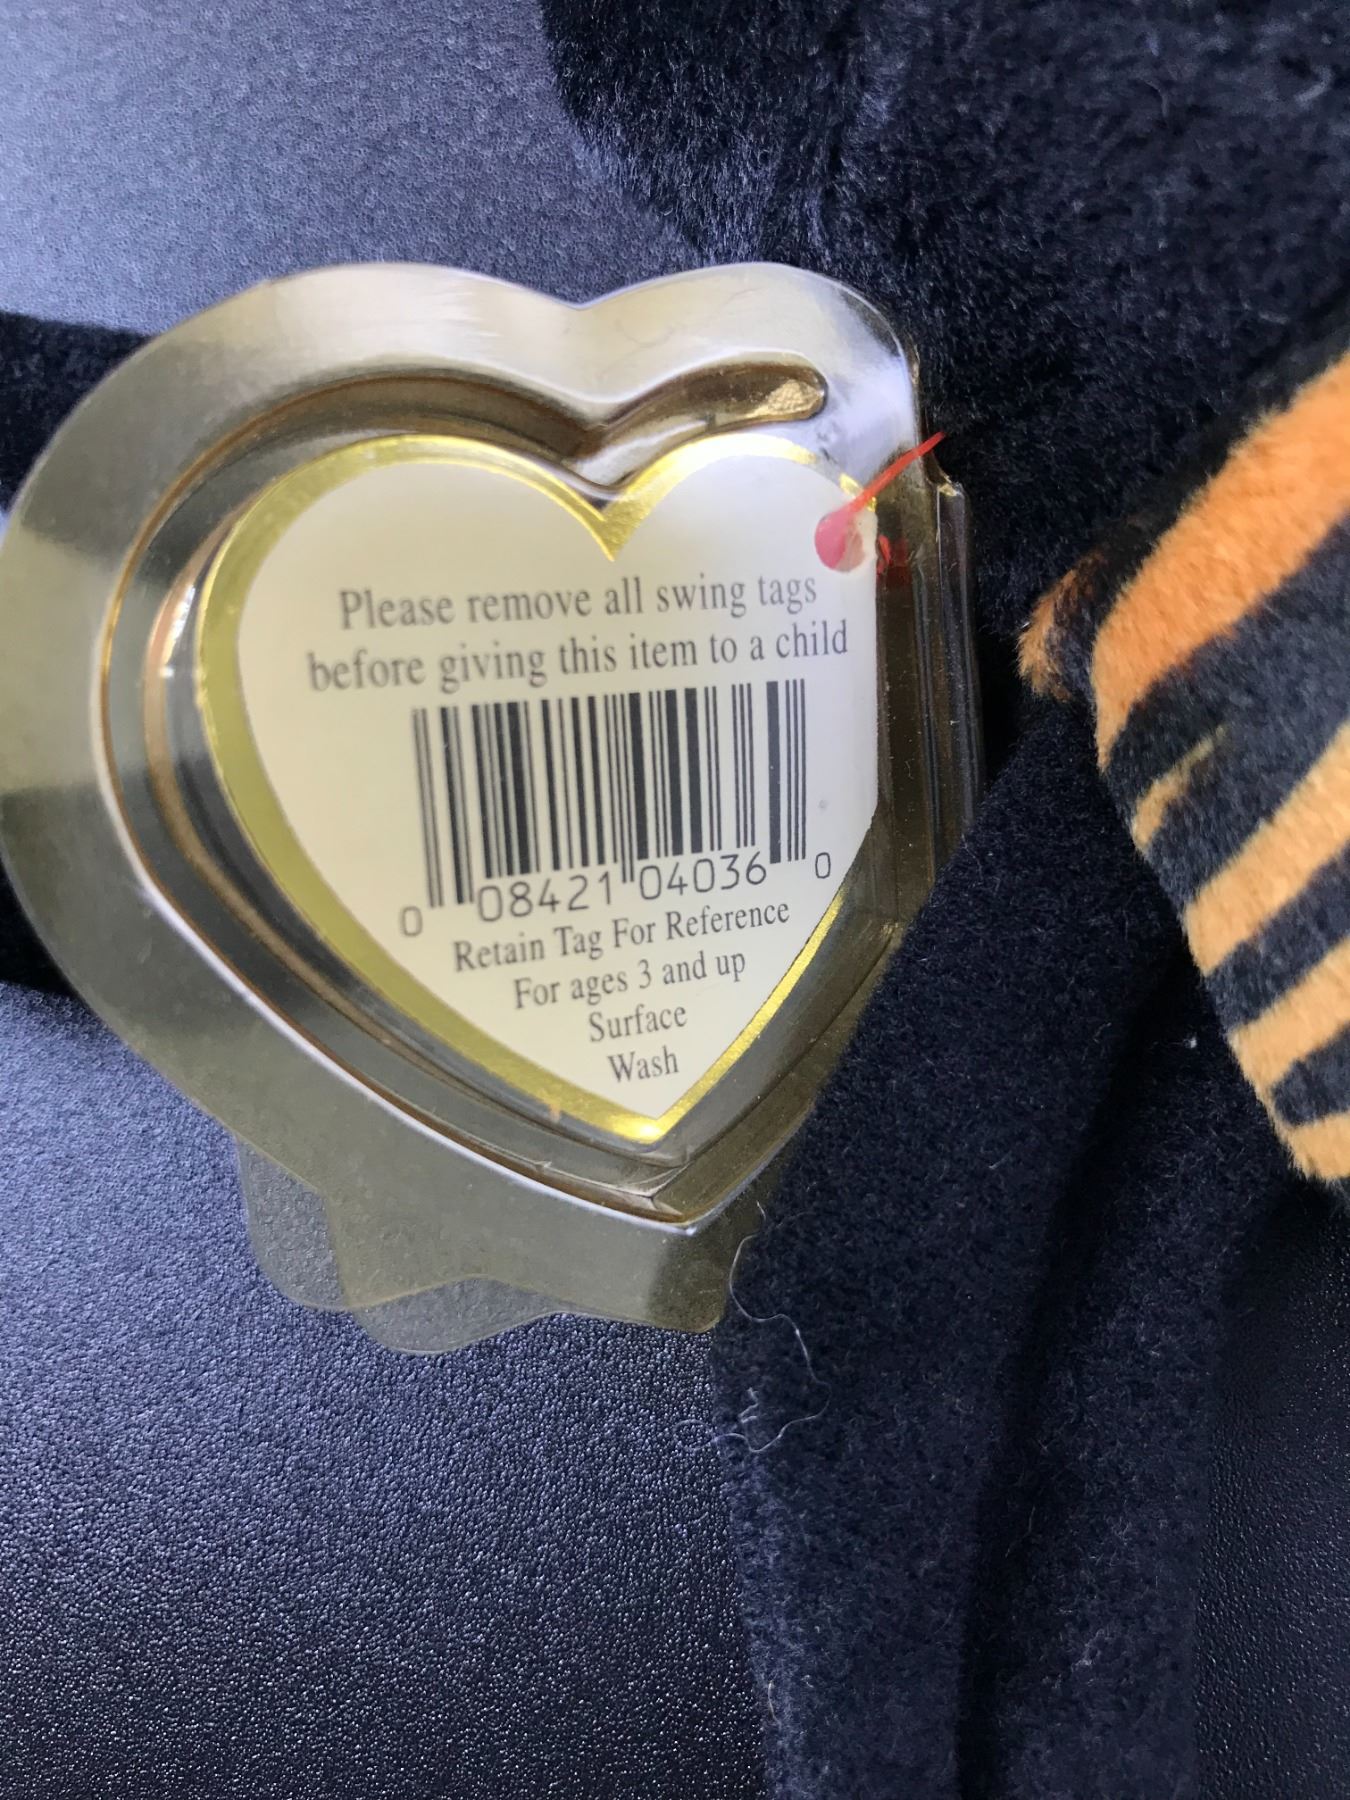 Please remove all swing tags
before giving this item to a child
0 08421 04036 0
Retain Tag For Reference
For ages 3 and up
Surface
Wash